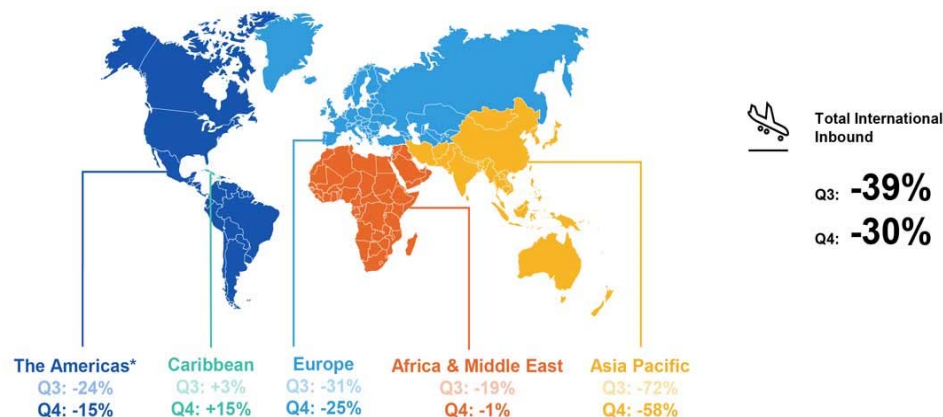 Total International
Inbound
Q3: -39%
Q4: -30%
The Americas*
Q3: -24%
Q4: -15%
Caribbean
Q3: +3%
Q4: +15%
Europe
Q3: -31%
Q4: -25%
Africa & Middle East
Q3: -19%
Q4: -1%
Asia Pacific
Q3: -72%
Q4: -58%